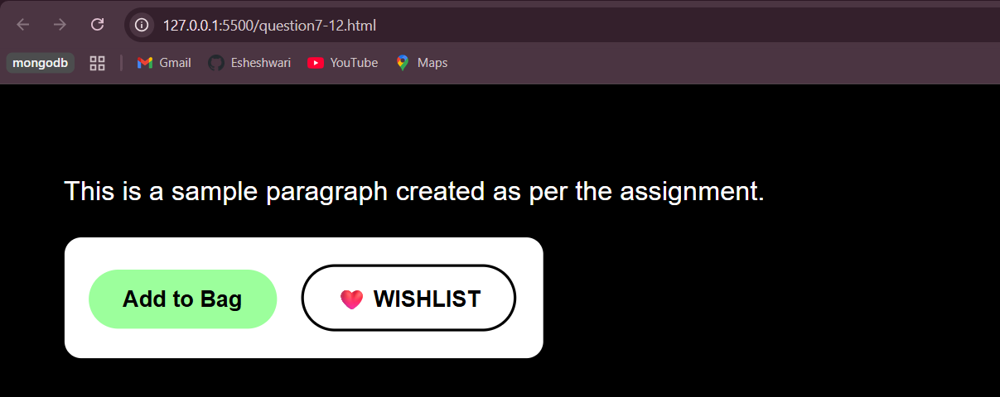 127.0.0.1:5500/question7-12.html
mongodb Gmail Esheshwari YouTube Maps
This is a sample paragraph created as per the assignment.
Add to Bag ❤️ WISHLIST